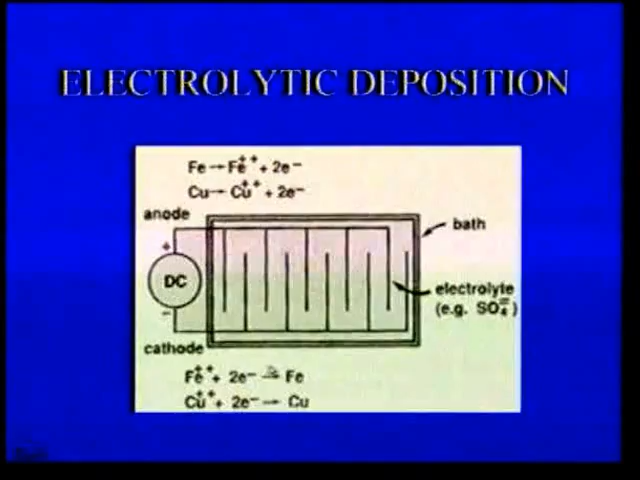 ELECTROLYTIC DEPOSITION
Fe → Fe⁺⁺ + 2e⁻
Cu → Cu⁺⁺ + 2e⁻
anode
bath
+
DC
electrolyte
−
(e.g. SO₄⁼)
cathode
Fe⁺⁺ + 2e⁻ → Fe
Cu⁺⁺ + 2e⁻ → Cu